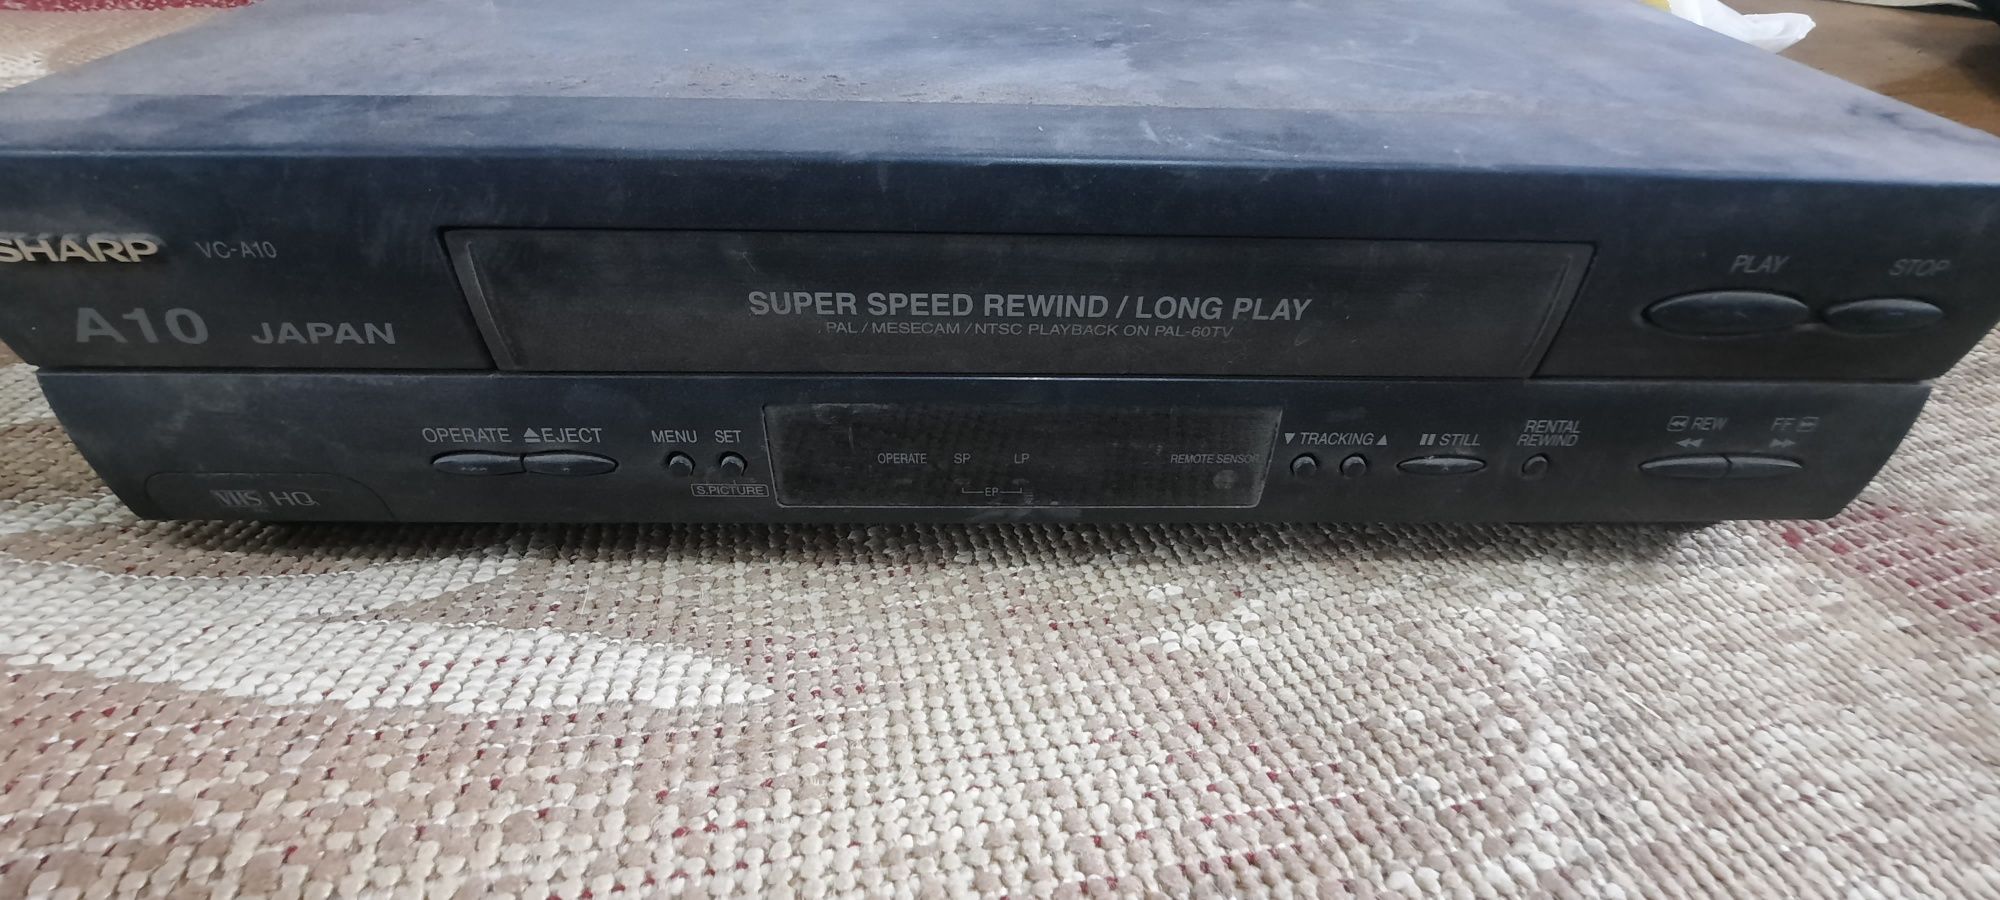 SHARP VC-A10
A10 JAPAN
SUPER SPEED REWIND / LONG PLAY
PAL / MESECAM / NTSC PLAYBACK ON PAL-60TV
PLAY STOP
OPERATE ⏏EJECT MENU SET
S.PICTURE
VHS HQ
OPERATE SP LP REMOTE SENSOR
EP
▼ TRACKING ▲ ⏸ STILL
RENTAL
REWIND
⏪ REW FF ⏩
◀◀ ▶▶